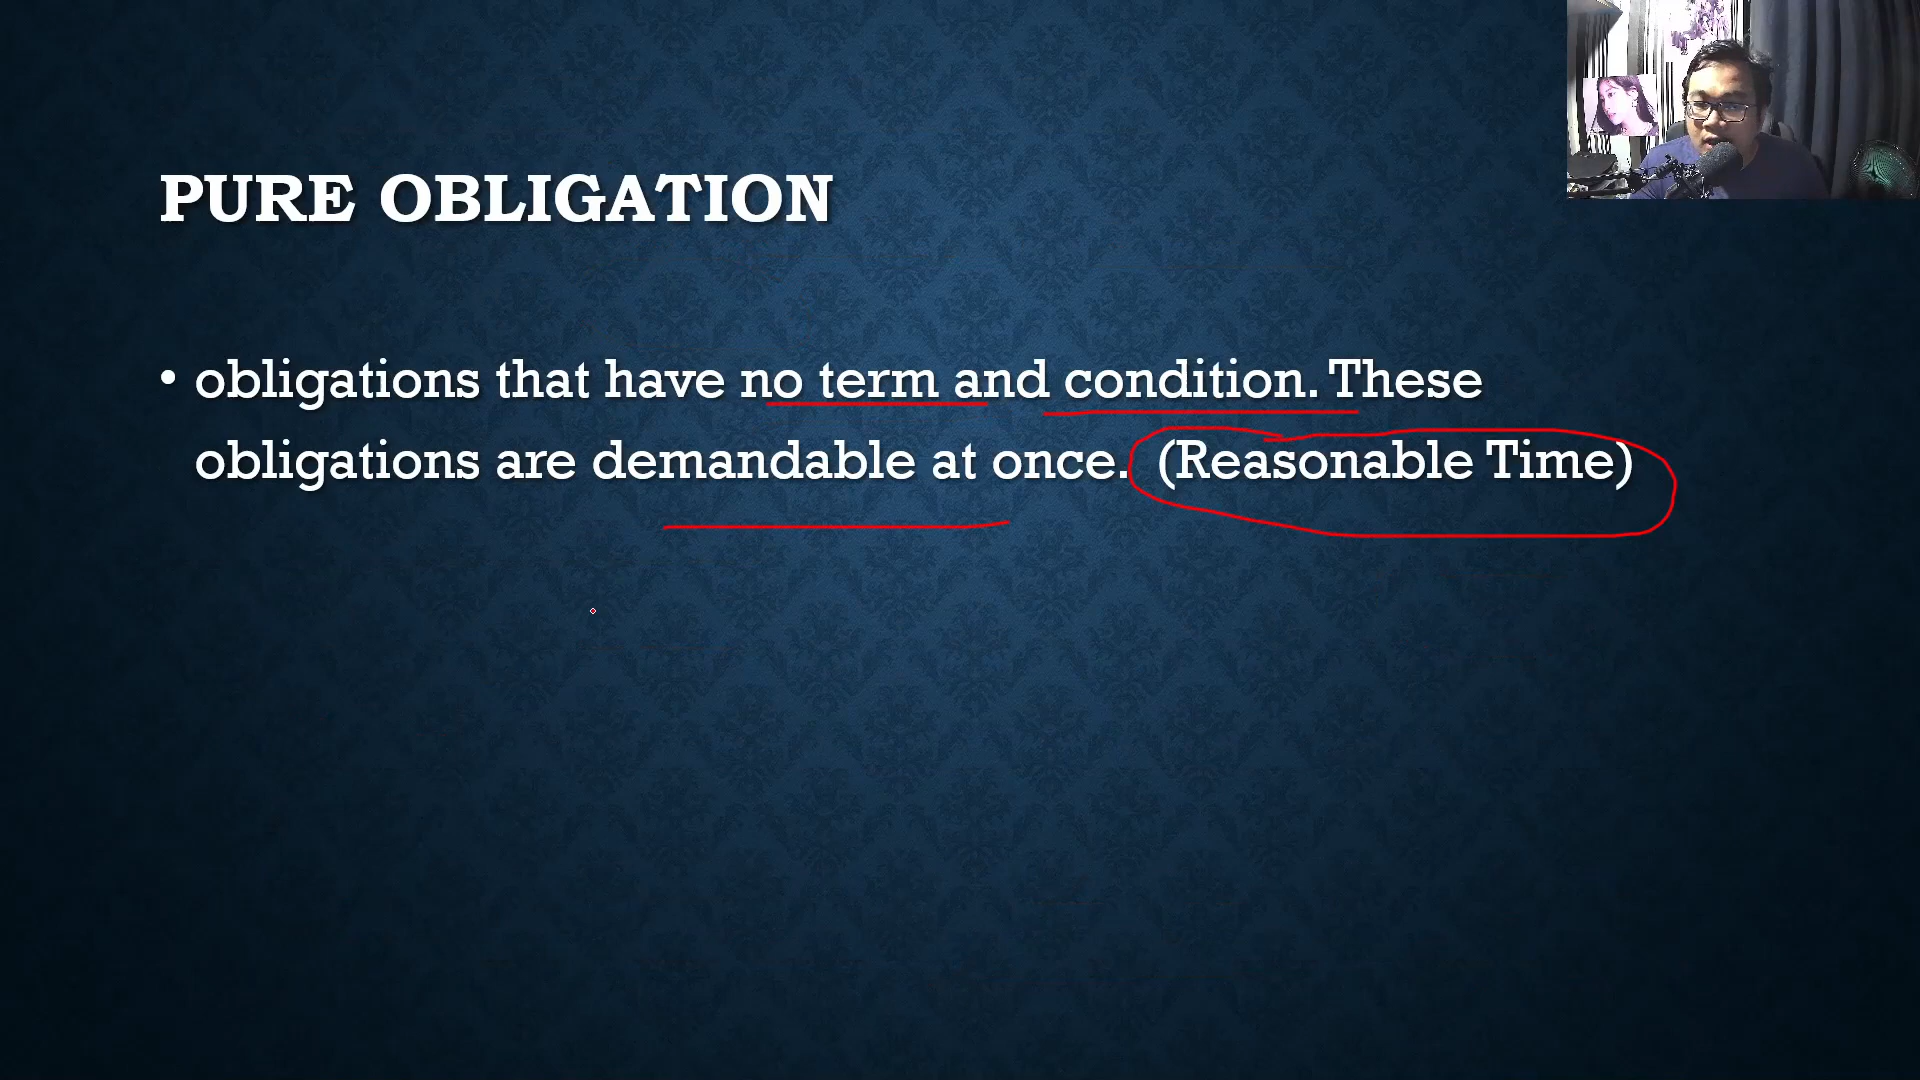 PURE OBLIGATION
• obligations that have no term and condition. These
obligations are demandable at once. (Reasonable Time)